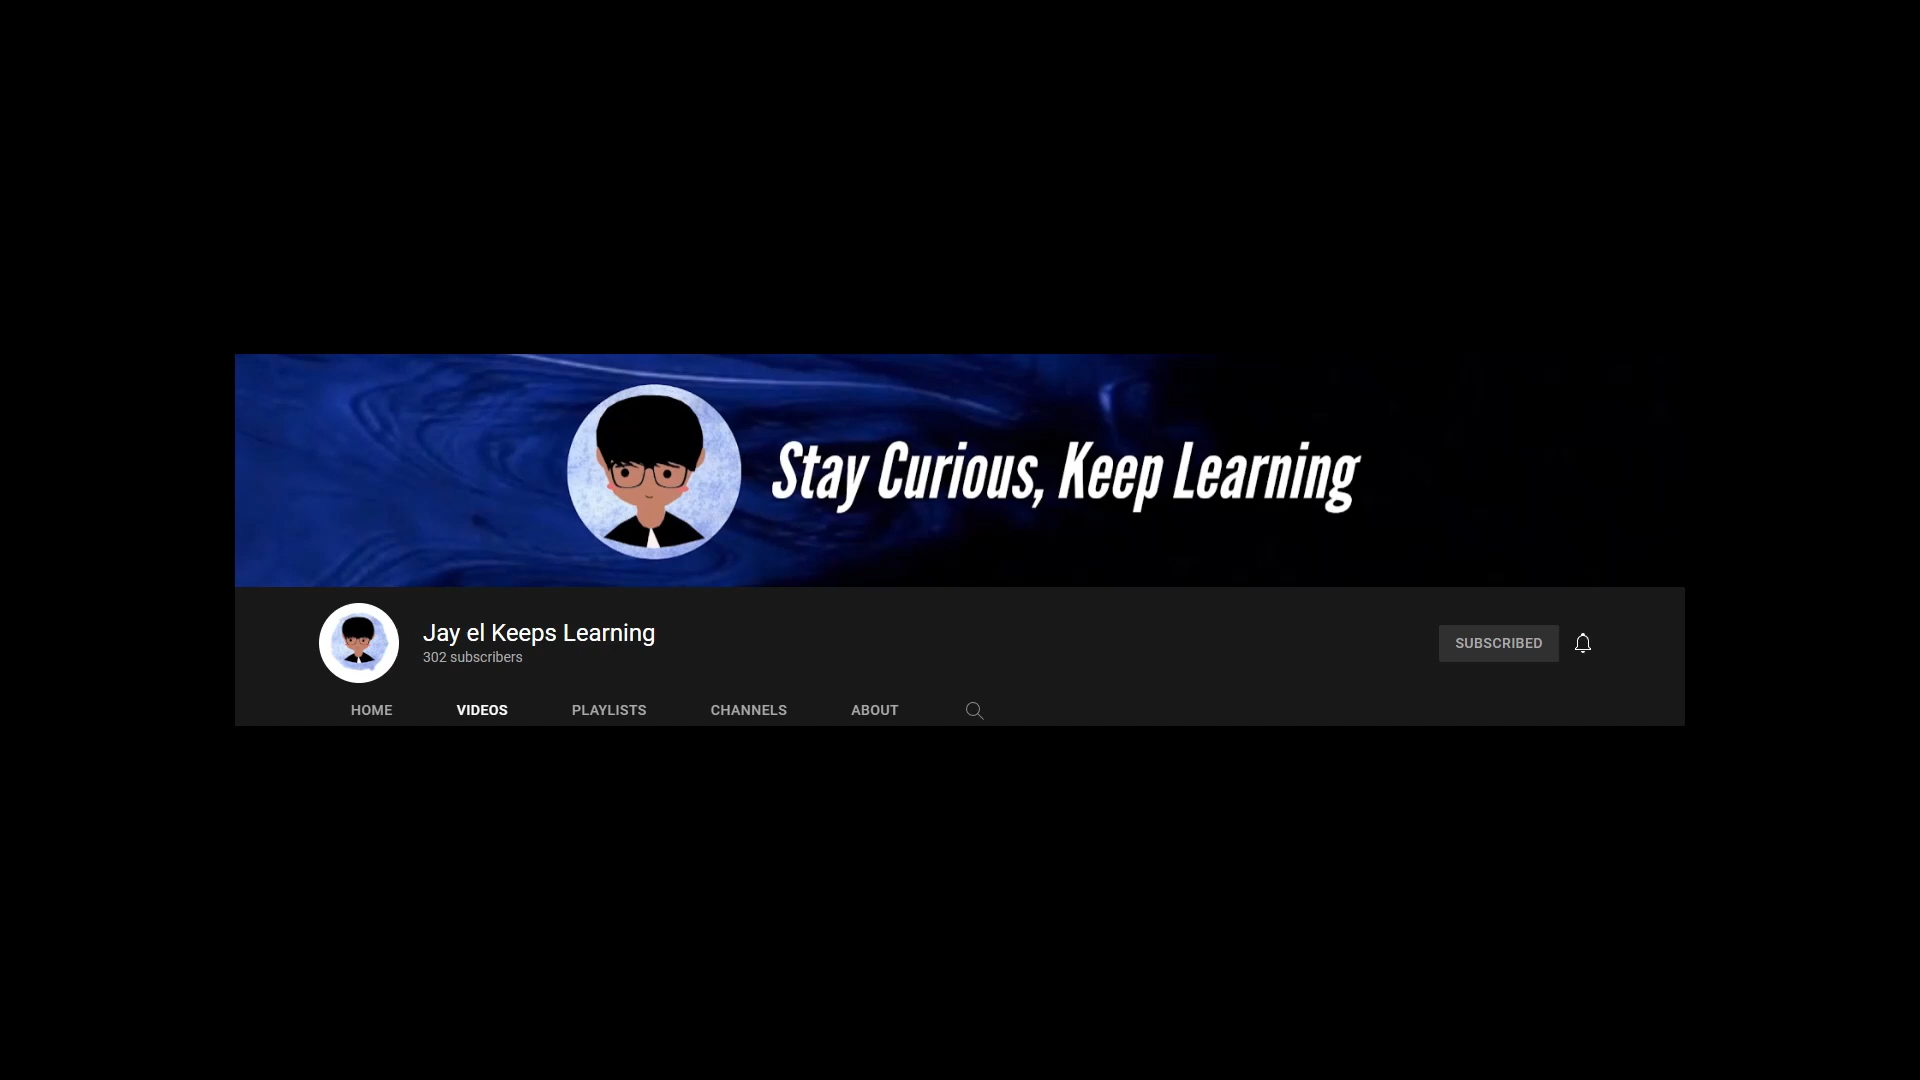 Stay Curious, Keep Learning
Jay el Keeps Learning
302 subscribers
SUBSCRIBED
HOME VIDEOS PLAYLISTS CHANNELS ABOUT